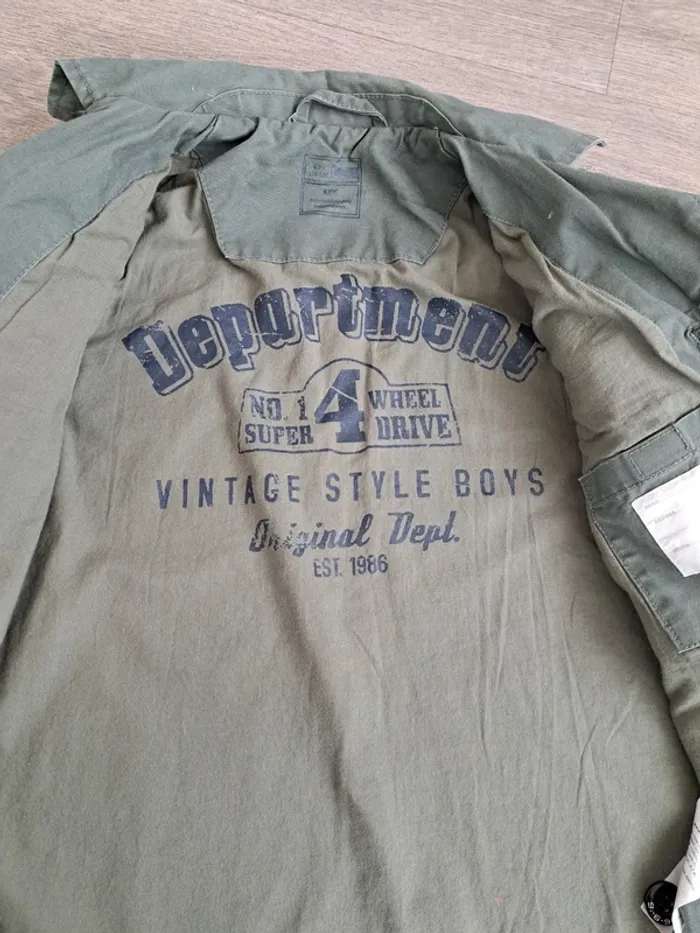 Department
NO. 1 4 WHEEL
SUPER DRIVE
VINTAGE STYLE BOYS
Original Dept.
EST. 1986